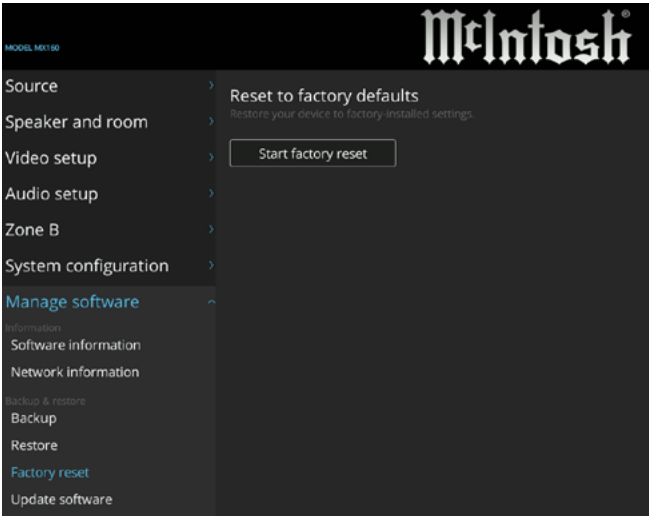 MODEL MX160
McIntosh®
Source
Speaker and room
Video setup
Audio setup
Zone B
System configuration
Manage software
Information
Software information
Network information
Backup & restore
Backup
Restore
Factory reset
Update software
Reset to factory defaults
Restore your device to factory-installed settings.
Start factory reset